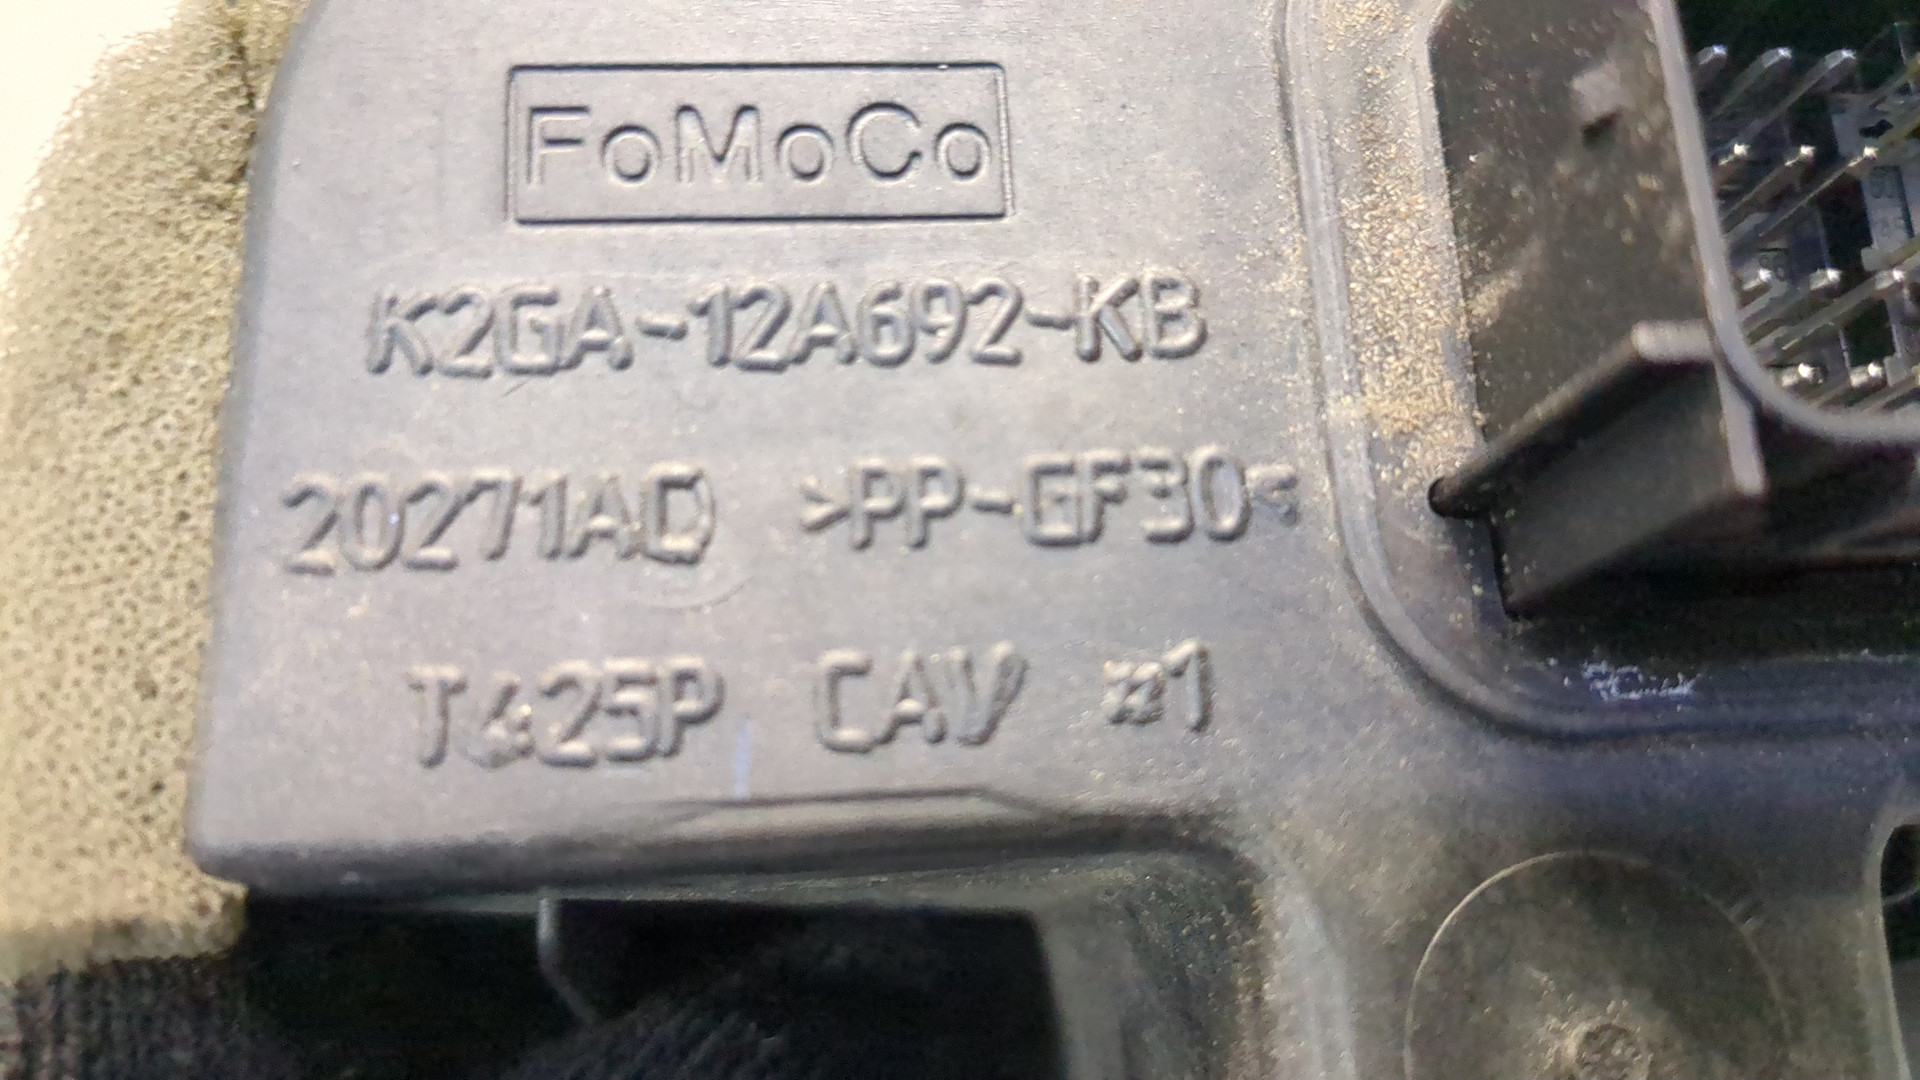 FoMoCo
K2GA-12A692-KB
20271AD >PP-GF30<
T425P CAV #1